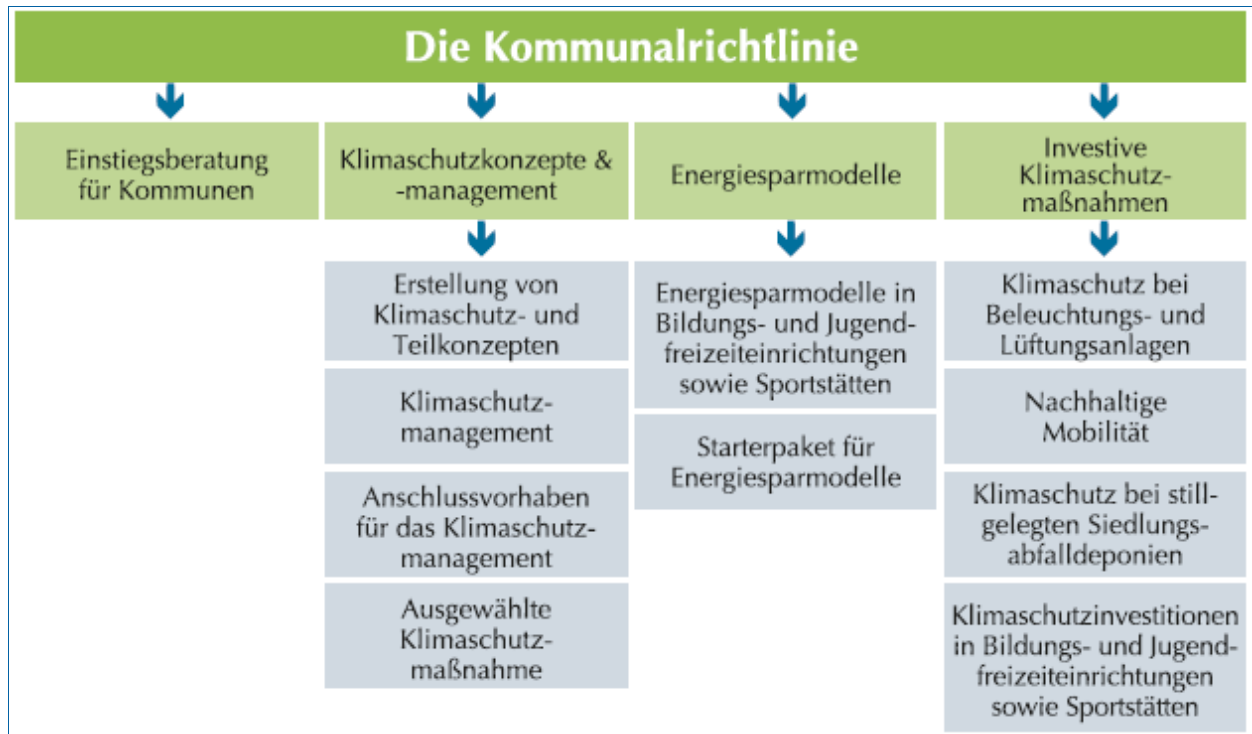 Die Kommunalrichtlinie
Einstiegsberatung
für Kommunen
Klimaschutzkonzepte &
-management
Energiesparmodelle
Investive
Klimaschutz-
maßnahmen
Erstellung von
Klimaschutz- und
Teilkonzepten
Klimaschutz-
management
Anschlussvorhaben
für das Klimaschutz-
management
Ausgewählte
Klimaschutz-
maßnahme
Energiesparmodelle in
Bildungs- und Jugend-
freizeiteinrichtungen
sowie Sportstätten
Starterpaket für
Energiesparmodelle
Klimaschutz bei
Beleuchtungs- und
Lüftungsanlagen
Nachhaltige
Mobilität
Klimaschutz bei still-
gelegten Siedlungs-
abfalldeponien
Klimaschutzinvestitionen
in Bildungs- und Jugend-
freizeiteinrichtungen
sowie Sportstätten